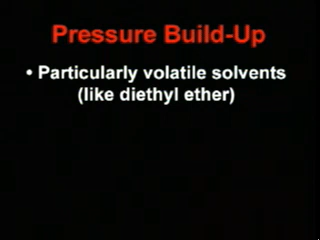 Pressure Build-Up
• Particularly volatile solvents
(like diethyl ether)